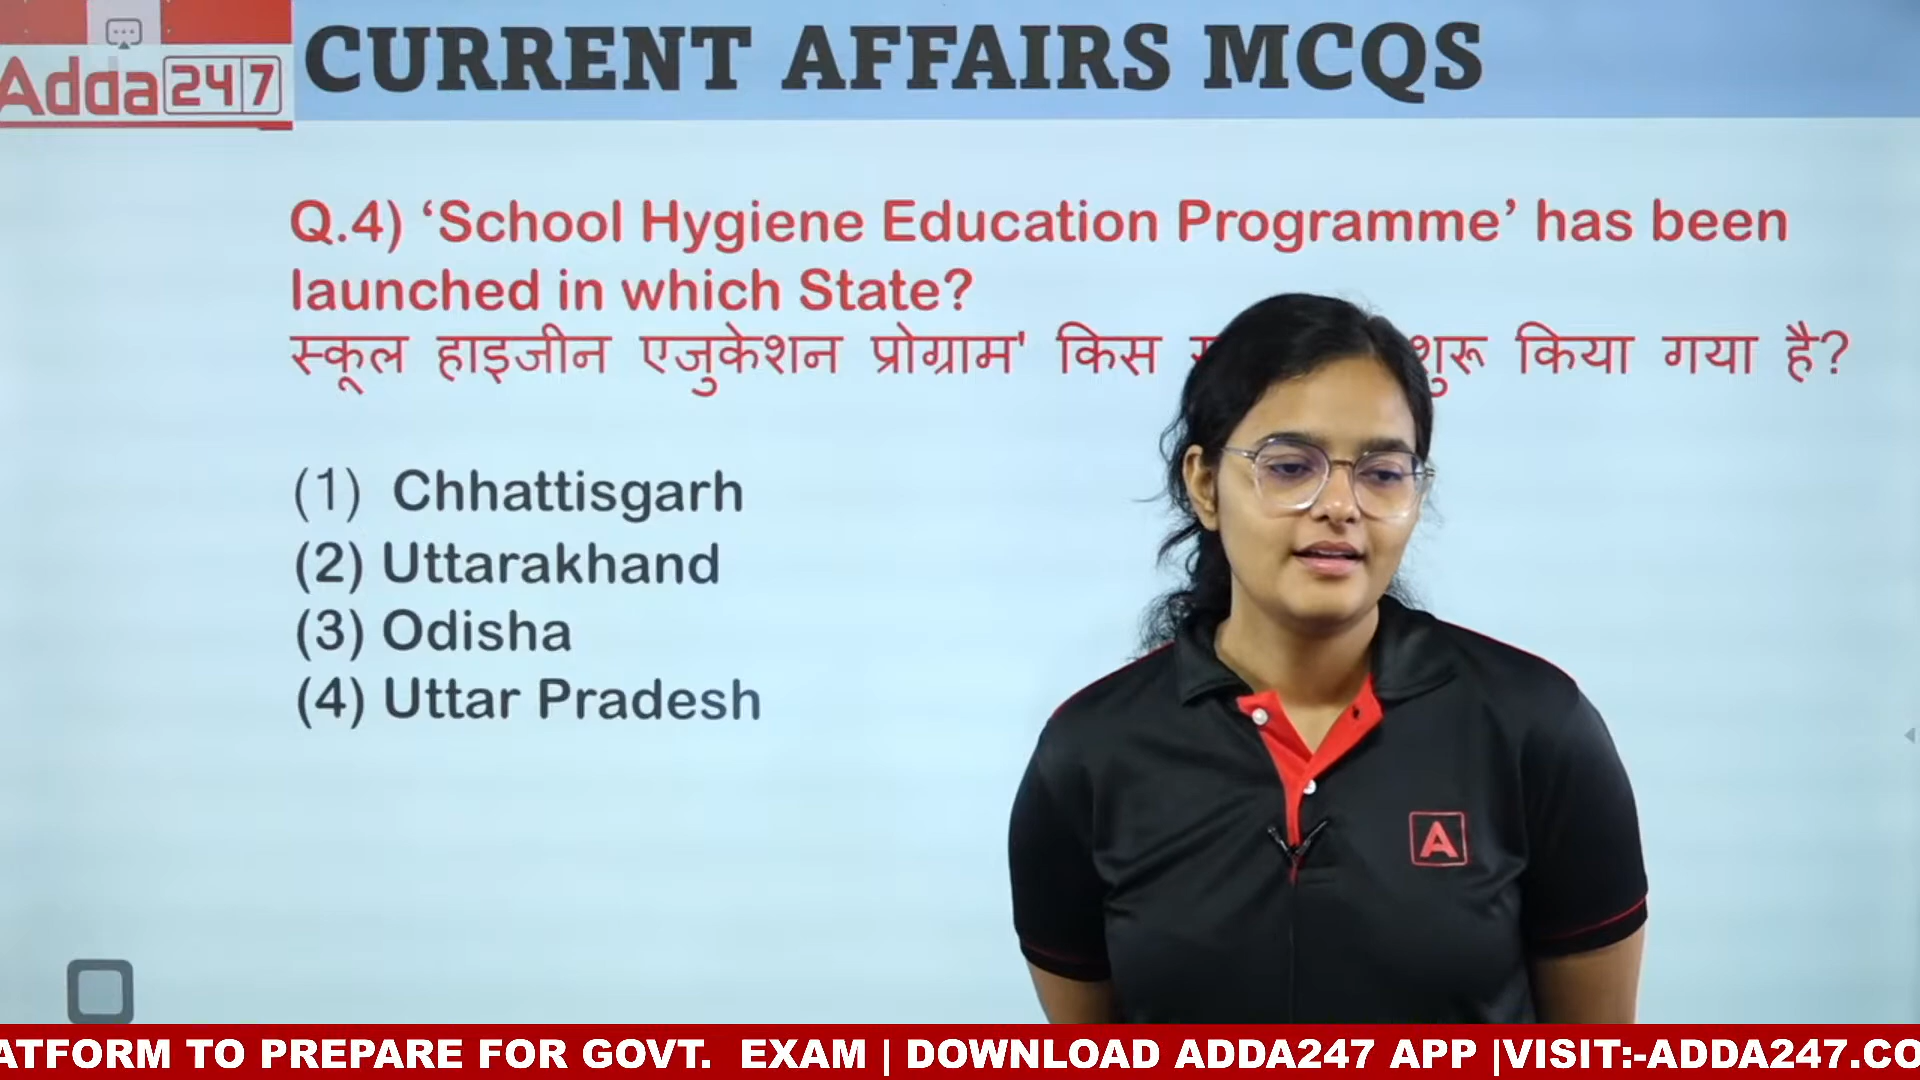 Adda247
CURRENT AFFAIRS MCQS
Q.4) ‘School Hygiene Education Programme’ has been
launched in which State?
स्कूल हाइजीन एजुकेशन प्रोग्राम' किस शुरू किया गया है?
(1) Chhattisgarh
(2) Uttarakhand
(3) Odisha
(4) Uttar Pradesh
A
TO PREPARE FOR GOVT. EXAM | DOWNLOAD ADDA247 APP |VISIT:-ADDA247.CO